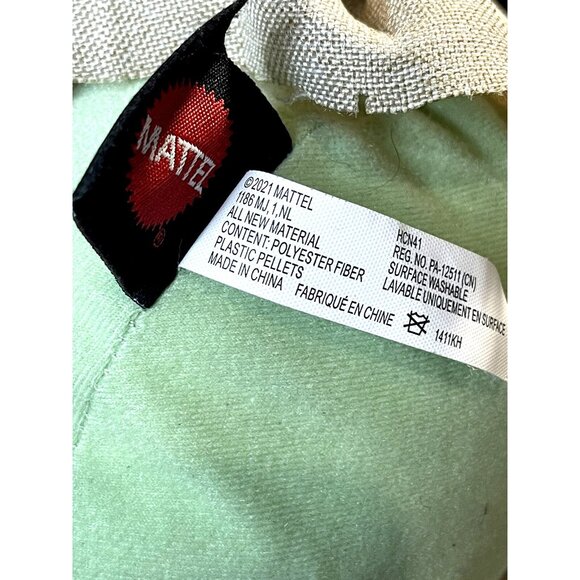 MATTEL
®
©2021 MATTEL
1186 MJ, 1, NL
ALL NEW MATERIAL
CONTENT: POLYESTER FIBER
PLASTIC PELLETS
MADE IN CHINA FABRIQUÉ EN CHINE
HCN41
REG. NO. PA-12511 (CN)
SURFACE WASHABLE
LAVABLE UNIQUEMENT EN SURFACE
1411KH